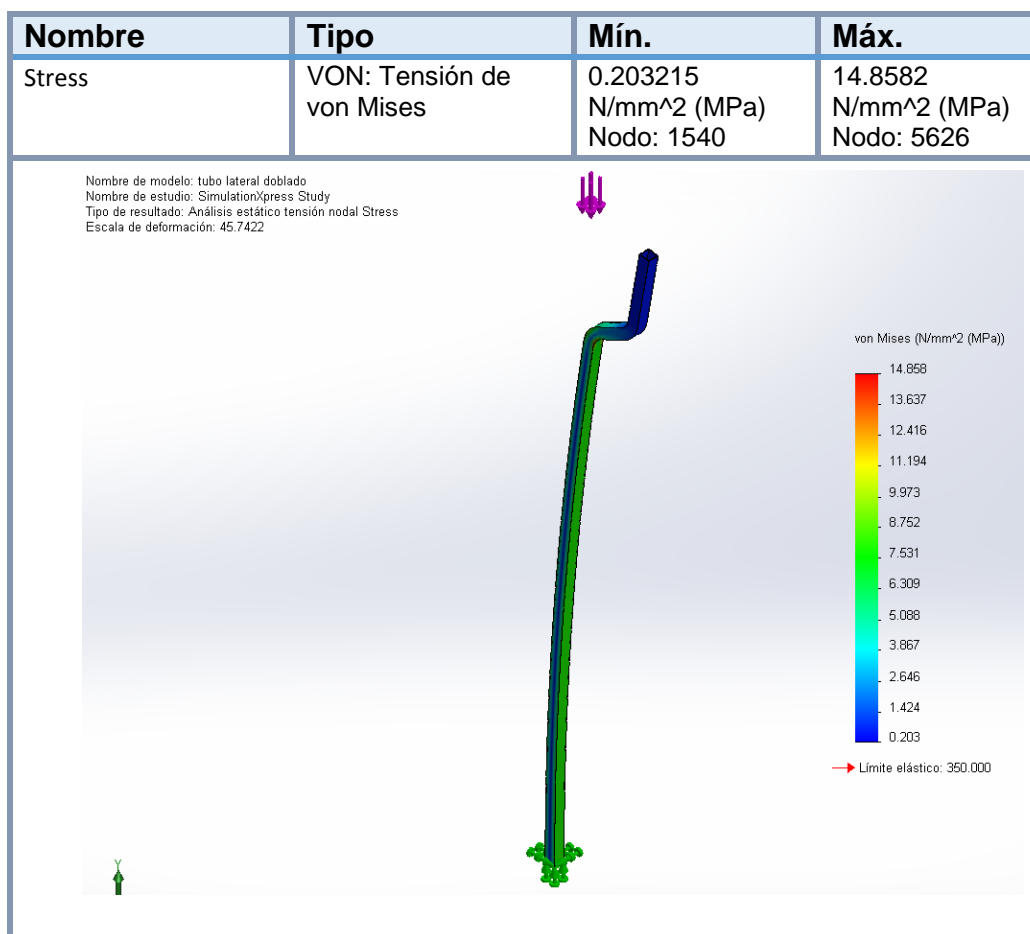 Nombre Tipo Mín. Máx.
Stress VON: Tensión de 0.203215 14.8582
von Mises N/mm^2 (MPa) N/mm^2 (MPa)
Nodo: 1540 Nodo: 5626
Nombre de modelo: tubo lateral doblado
Nombre de estudio: SimulationXpress Study
Tipo de resultado: Análisis estático tensión nodal Stress
Escala de deformación: 45.7422
von Mises (N/mm^2 (MPa))
14.858
13.637
12.416
11.194
9.973
8.752
7.531
6.309
5.088
3.867
2.646
1.424
0.203
Límite elástico: 350.000
Y